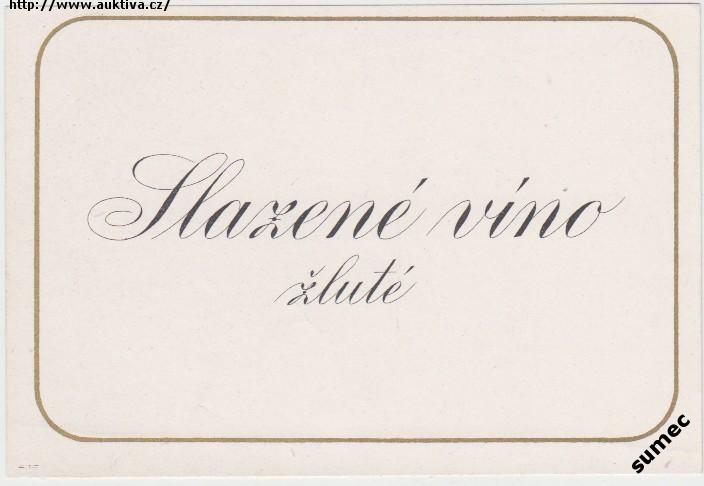 http://www.auktiva.cz/
Slazené víno
žluté
sumec